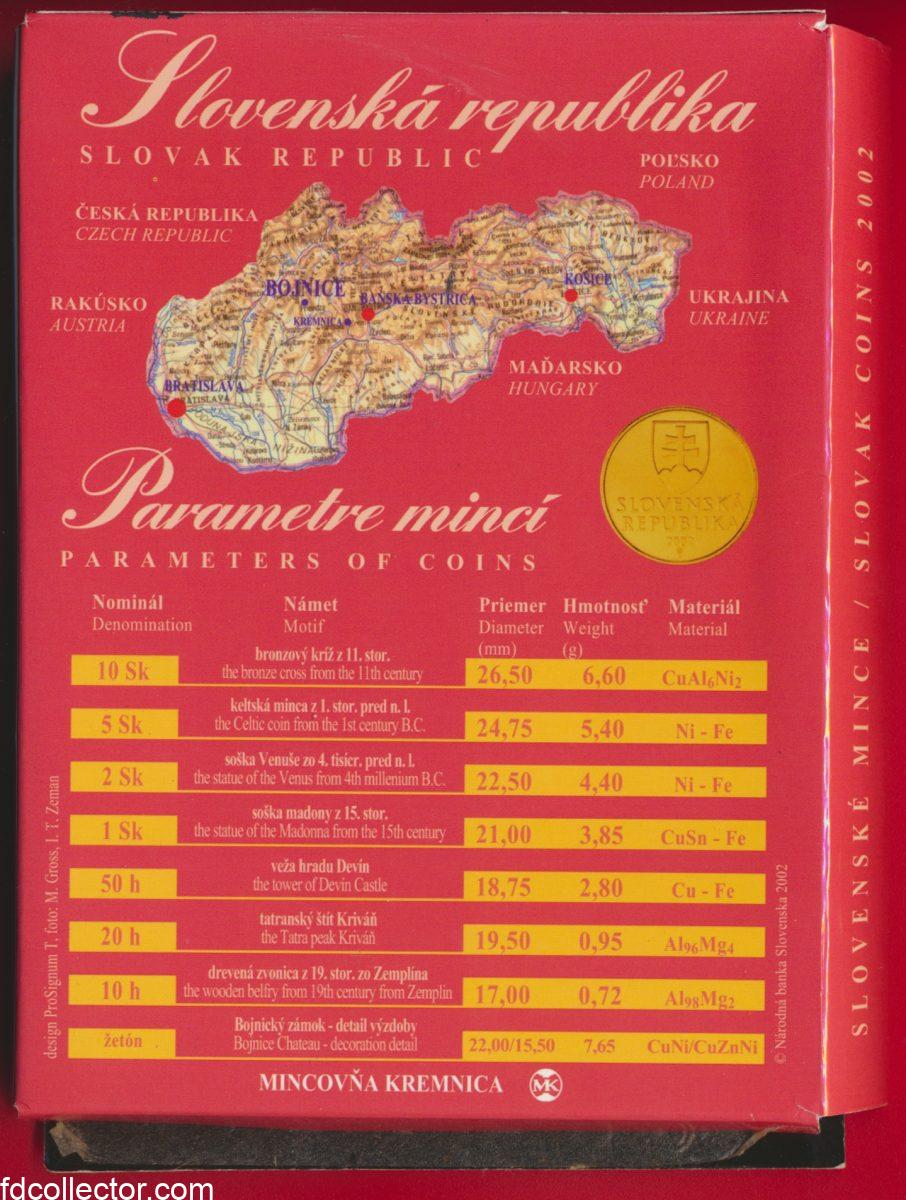 Slovenská republika
SLOVAK REPUBLIC
POĽSKO
POLAND
ČESKÁ REPUBLIKA
CZECH REPUBLIC
RAKÚSKO
AUSTRIA
UKRAJINA
UKRAINE
MAĎARSKO
HUNGARY
BOJNICE
BANSKA BYSTRICA
KREMNICA
KOŠICE
BRATISLAVA
BRATISLAVA
SLOVENSKÁ
REPUBLIKA
2002
Parametre mincí
PARAMETERS OF COINS
Nominál Námet Priemer Hmotnosť Materiál
Denomination Motif Diameter Weight Material
(mm) (g)
bronzový kríž z 11. stor.
10 Sk the bronze cross from the 11th century 26,50 6,60 CuAl6Ni2
keltská minca z 1. stor. pred n. l.
5 Sk the Celtic coin from the 1st century B.C. 24,75 5,40 Ni - Fe
soška Venuše zo 4. tisícr. pred n. l.
2 Sk the statue of the Venus from 4th millenium B.C. 22,50 4,40 Ni - Fe
soška madony z 15. stor.
1 Sk the statue of the Madonna from the 15th century 21,00 3,85 CuSn - Fe
veža hradu Devín
50 h the tower of Devín Castle 18,75 2,80 Cu - Fe
tatranský štít Kriváň
20 h the Tatra peak Kriváň 19,50 0,95 Al96Mg4
drevená zvonica z 19. stor. zo Zemplína
10 h the wooden belfry from 19th century from Zemplin 17,00 0,72 Al98Mg2
Bojnický zámok - detail výzdoby
žetón Bojnice Chateau - decoration detail 22,00/15,50 7,65 CuNi/CuZnNi
MINCOVŇA KREMNICA MK
design ProSignum T, foto: M. Gross, I. T. Zeman
© Národná banka Slovenska 2002
SLOVENSKÉ MINCE / SLOVAK COINS 2002
fdcollector.com